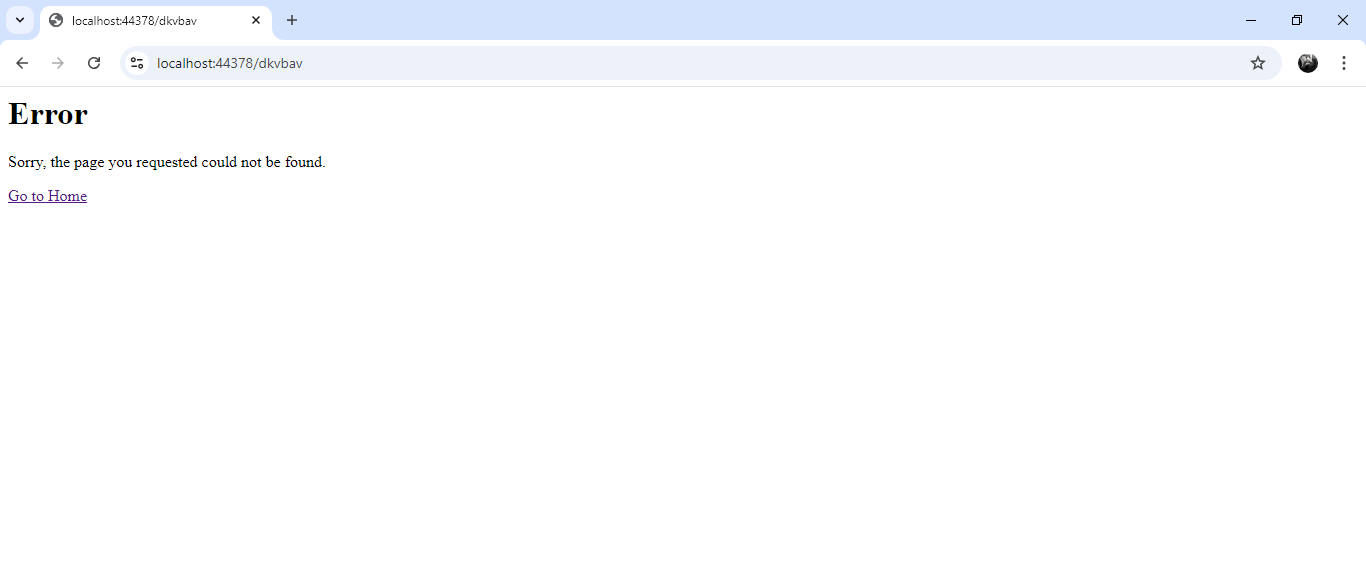 localhost:44378/dkvbav
localhost:44378/dkvbav
Error
Sorry, the page you requested could not be found.
Go to Home